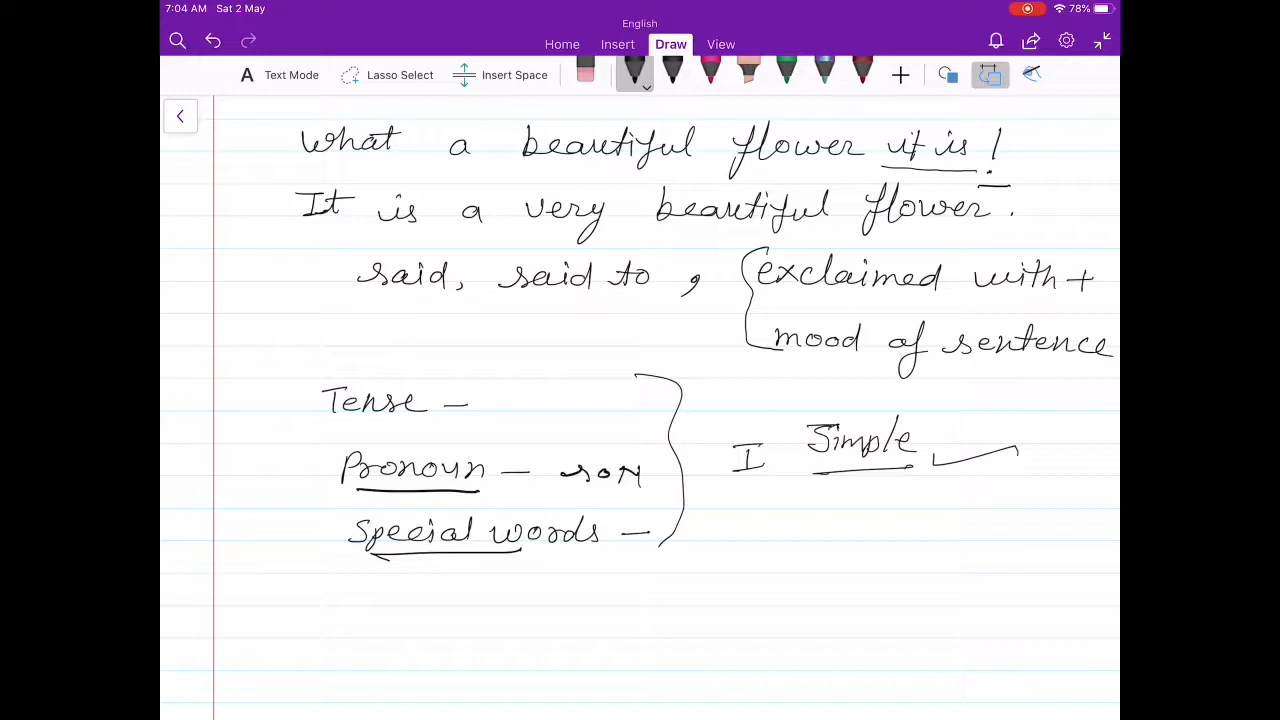 7:04 AM Sat 2 May 78%
English
Home Insert Draw View
A Text Mode Lasso Select Insert Space
What a beautiful flower it is!
It is a very beautiful flower.
said, said to, exclaimed with +
mood of sentence
Tense -
I Simple
Pronoun - SON
Special words -